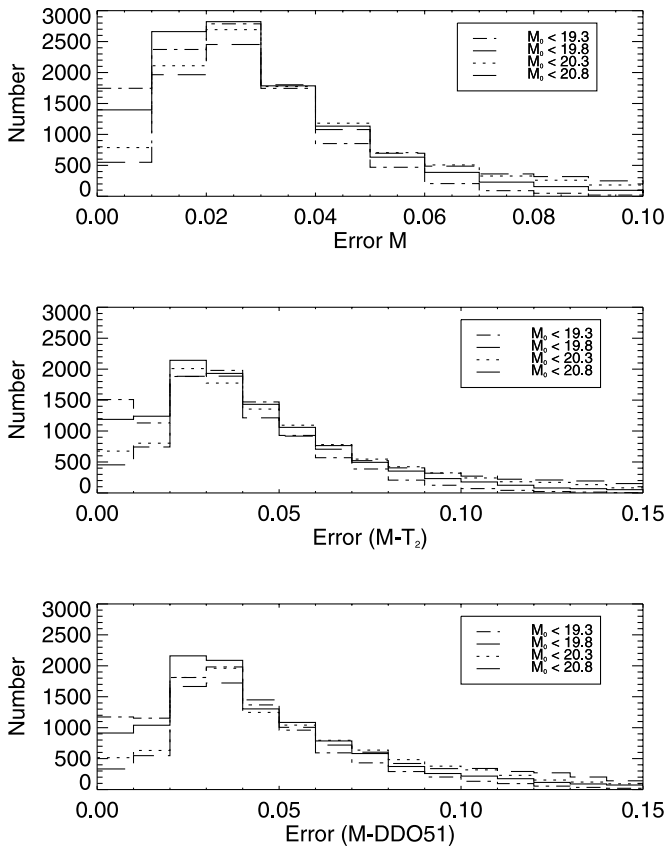 3000
2500
2000
1500
1000
500
0
Number
M₀ < 19.3
M₀ < 19.8
M₀ < 20.3
M₀ < 20.8
0.00 0.02 0.04 0.06 0.08 0.10
Error M
3000
2500
2000
1500
1000
500
0
Number
M₀ < 19.3
M₀ < 19.8
M₀ < 20.3
M₀ < 20.8
0.00 0.05 0.10 0.15
Error (M-T₂)
3000
2500
2000
1500
1000
500
0
Number
M₀ < 19.3
M₀ < 19.8
M₀ < 20.3
M₀ < 20.8
0.00 0.05 0.10 0.15
Error (M-DDO51)